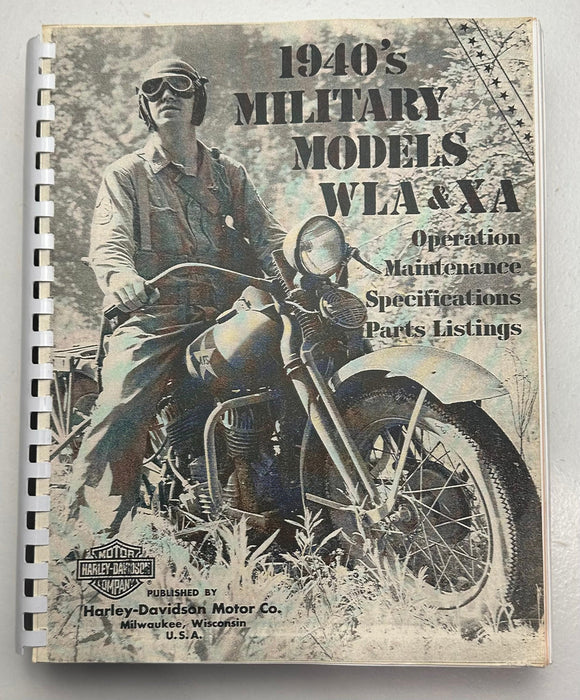 1940's
MILITARY
MODELS
WLA & XA
Operation
Maintenance
Specifications
Parts Listings
MOTOR
HARLEY-DAVIDSON
COMPANY
PUBLISHED BY
Harley-Davidson Motor Co.
Milwaukee, Wisconsin
U.S.A.